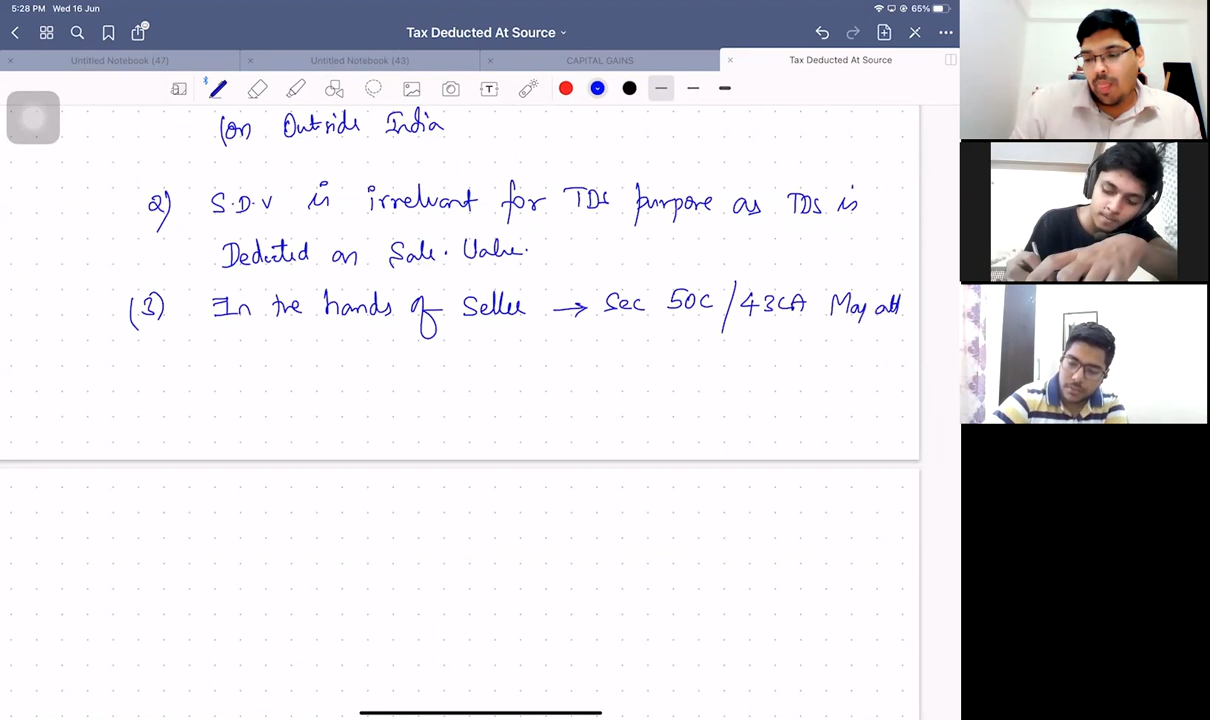 5:28 PM Wed 16 Jun 65%
Tax Deducted At Source
Untitled Notebook (47) Untitled Notebook (43) CAPITAL GAINS Tax Deducted At Source
(on Outside India
2) S.D.V is irrelvant for TDS purpose as TDS is
Deducted on Sale. Value.
(3) In the hands of Seller → Sec 50C/43CA May att